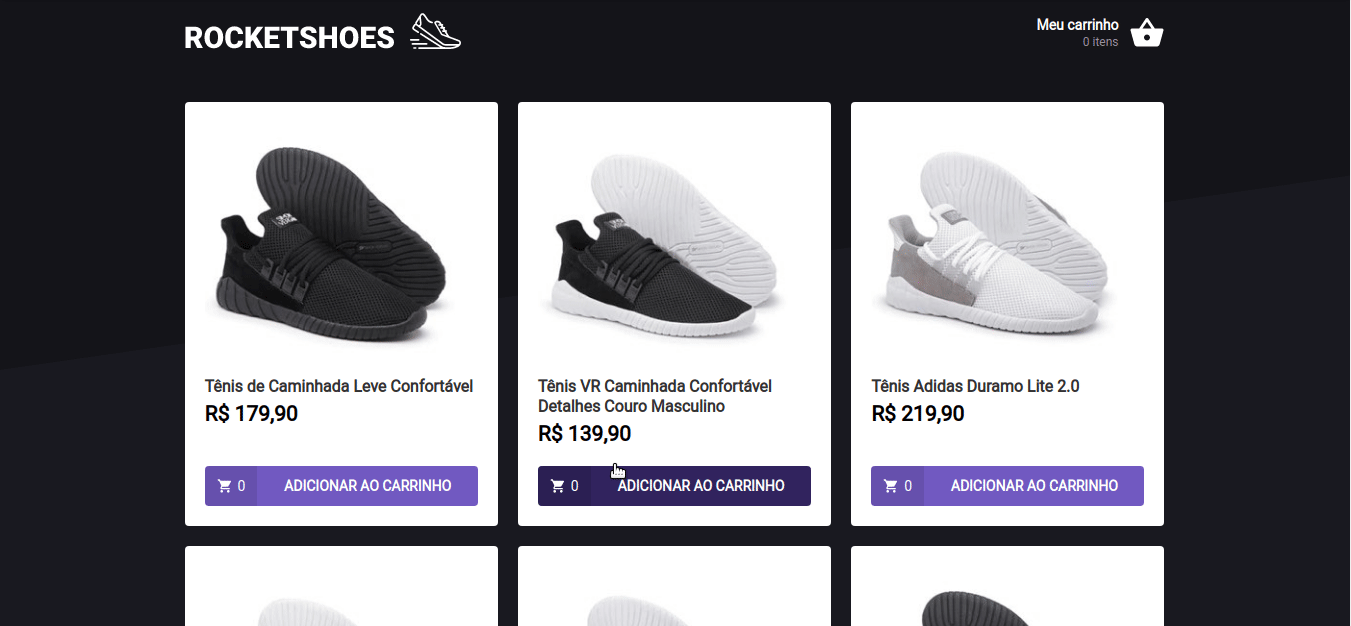 ROCKETSHOES
Meu carrinho
0 itens
Tênis de Caminhada Leve Confortável
R$ 179,90
0 ADICIONAR AO CARRINHO
Tênis VR Caminhada Confortável
Detalhes Couro Masculino
R$ 139,90
0 ADICIONAR AO CARRINHO
Tênis Adidas Duramo Lite 2.0
R$ 219,90
0 ADICIONAR AO CARRINHO